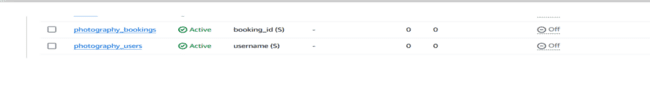 photography_bookings Active booking_id (S) - 0 0 Off
photography_users Active username (S) - 0 0 Off